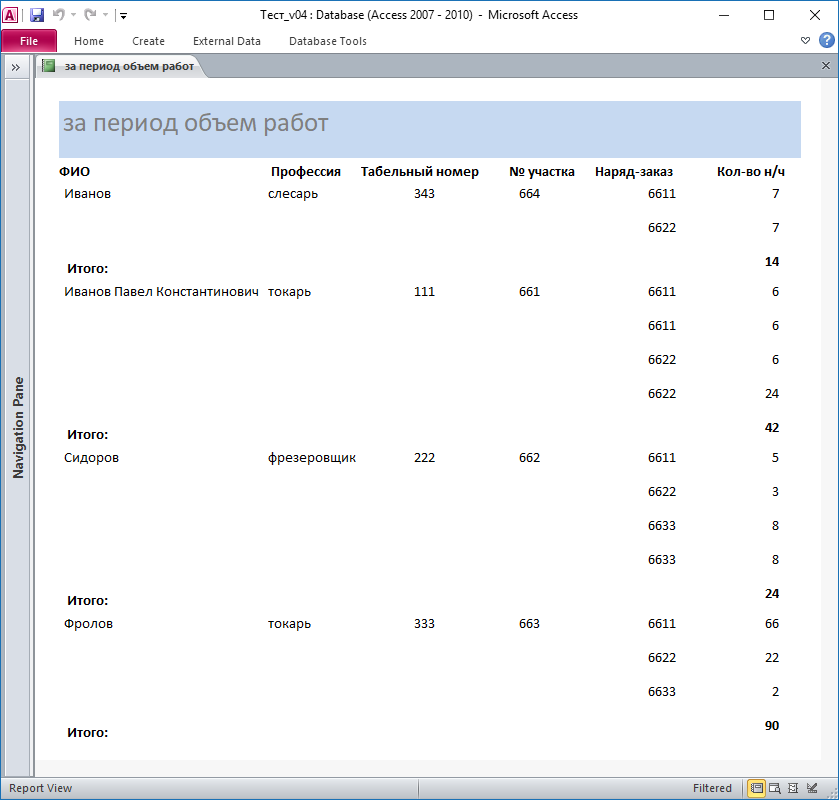 Тест_v04 : Database (Access 2007 - 2010) - Microsoft Access
File Home Create External Data Database Tools
» за период объем работ
за период объем работ
ФИО Профессия Табельный номер № участка Наряд-заказ Кол-во н/ч
Иванов слесарь 343 664 6611 7
6622 7
14
Итого:
Иванов Павел Константинович токарь 111 661 6611 6
6611 6
6622 6
6622 24
42
Итого:
Сидоров фрезеровщик 222 662 6611 5
6622 3
6633 8
6633 8
24
Итого:
Фролов токарь 333 663 6611 66
6622 22
6633 2
90
Итого:
Navigation Pane
Report View Filtered